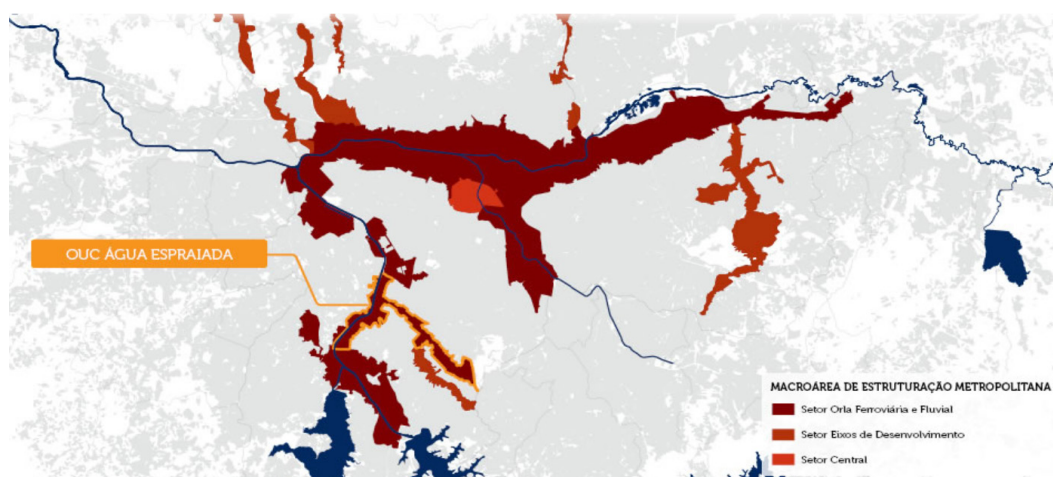 OUC ÁGUA ESPRAIADA
MACROÁREA DE ESTRUTURAÇÃO METROPOLITANA
Setor Orla Ferroviária e Fluvial
Setor Eixos de Desenvolvimento
Setor Central